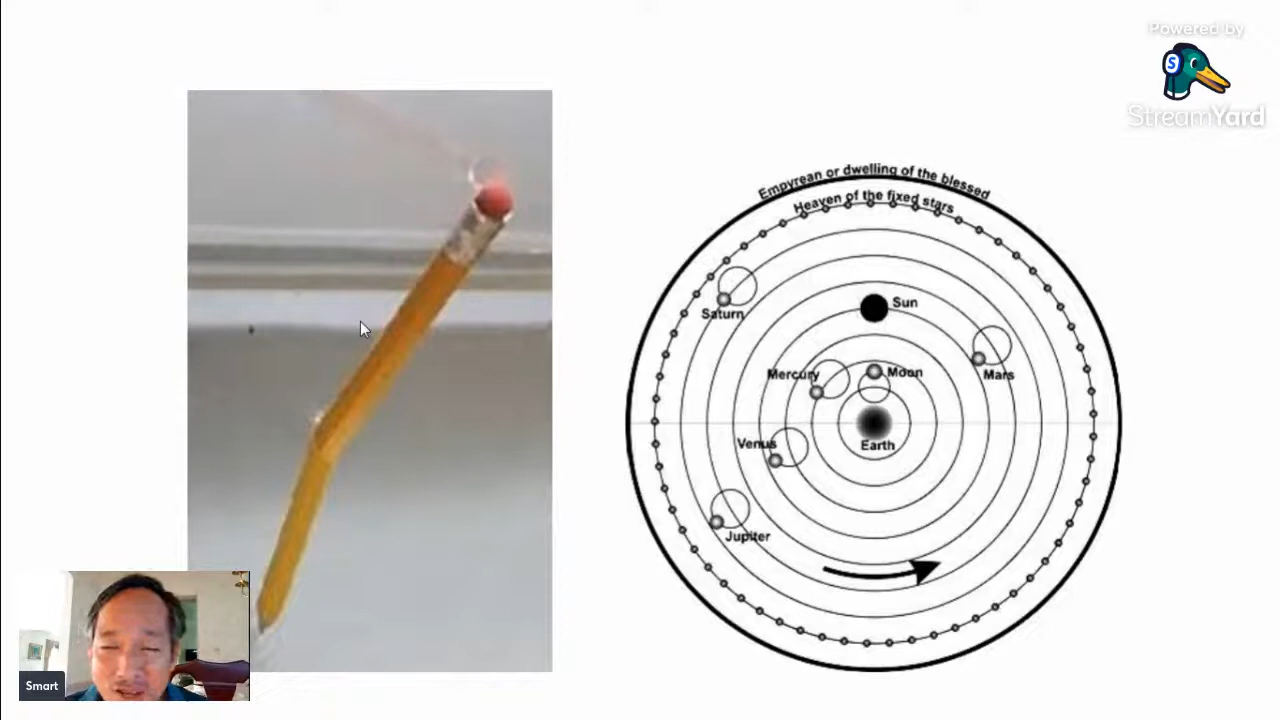 Powered by
StreamYard
Empyrean or dwelling of the blessed
Heaven of the fixed stars
Saturn
Sun
Mercury
Moon
Mars
Venus
Earth
Jupiter
Smart